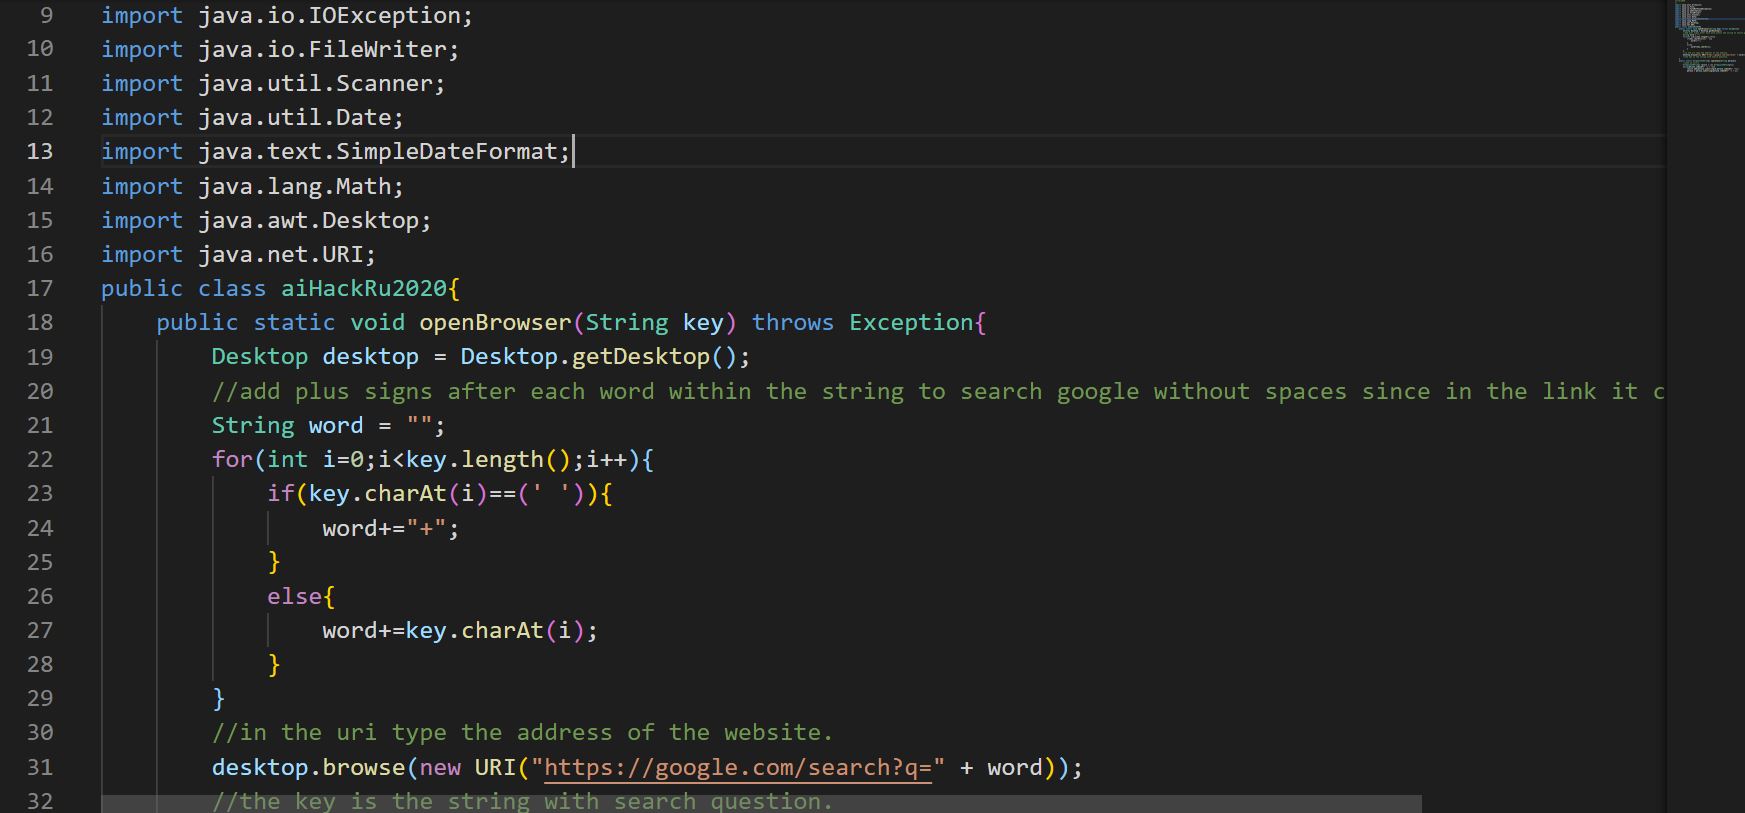 9 import java.io.IOException;
10 import java.io.FileWriter;
11 import java.util.Scanner;
12 import java.util.Date;
13 import java.text.SimpleDateFormat;
14 import java.lang.Math;
15 import java.awt.Desktop;
16 import java.net.URI;
17 public class aiHackRu2020{
18 public static void openBrowser(String key) throws Exception{
19 Desktop desktop = Desktop.getDesktop();
20 //add plus signs after each word within the string to search google without spaces since in the link it c
21 String word = "";
22 for(int i=0;i<key.length();i++){
23 if(key.charAt(i)==(' ')){
24 word+="+";
25 }
26 else{
27 word+=key.charAt(i);
28 }
29 }
30 //in the uri type the address of the website.
31 desktop.browse(new URI("https://google.com/search?q=" + word));
32 //the key is the string with search question.